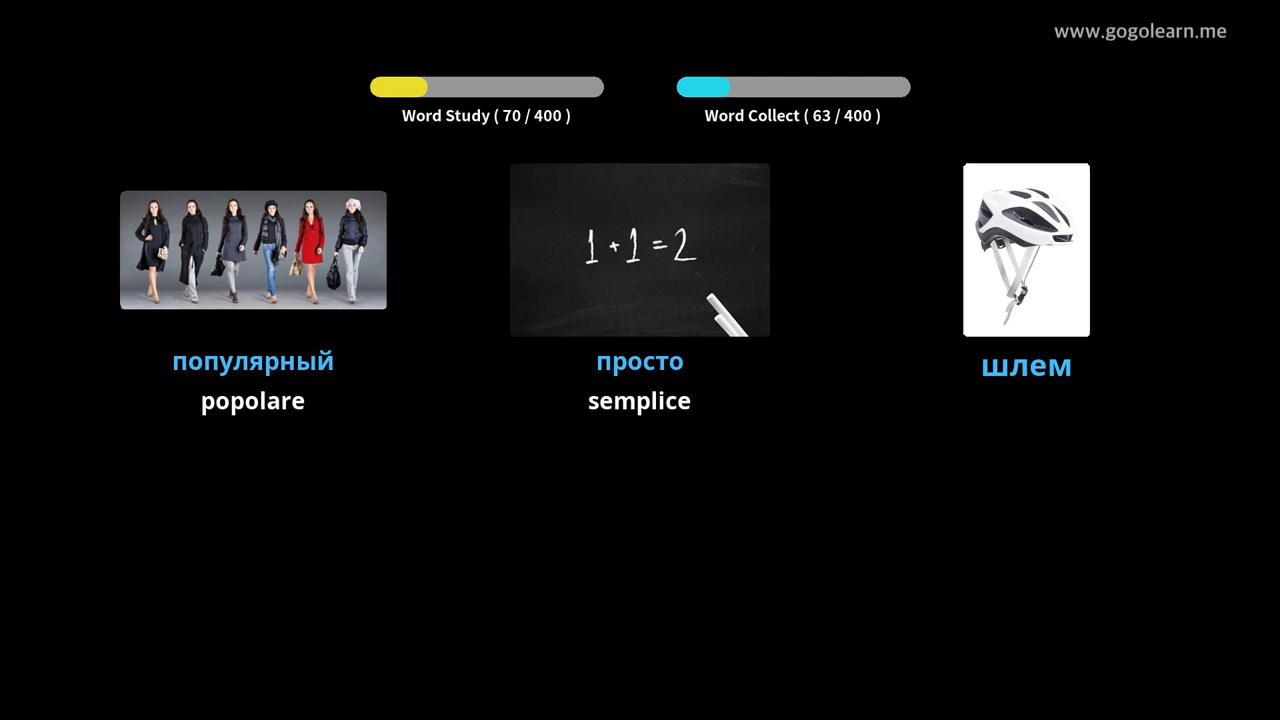 www.gogolearn.me
Word Study ( 70 / 400 )
Word Collect ( 63 / 400 )
1 + 1 = 2
популярный
просто
шлем
popolare
semplice